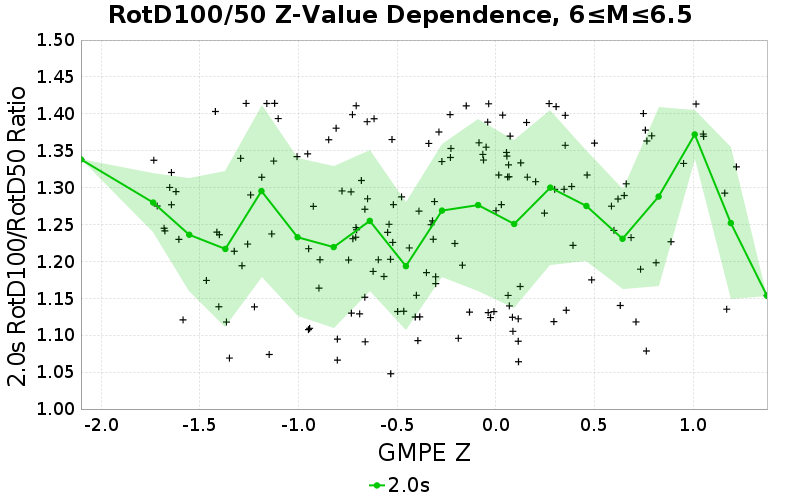 RotD100/50 Z-Value Dependence, 6≤M≤6.5
2.0s RotD100/RotD50 Ratio
1.50
1.45
1.40
1.35
1.30
1.25
1.20
1.15
1.10
1.05
1.00
-2.0 -1.5 -1.0 -0.5 0.0 0.5 1.0
GMPE Z
2.0s